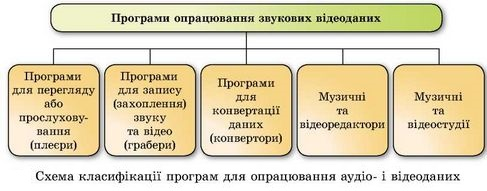 Програми опрацювання звукових відеоданих
Програми
для перегляду
або
прослухову-
вання
(плеєри)
Програми
для запису
(захоплення)
звуку
та відео
(грабери)
Програми
для
конвертації
даних
(конвертори)
Музичні
та
відеоредактори
Музичні
та
відеостудії
Схема класифікації програм для опрацювання аудіо- і відеоданих